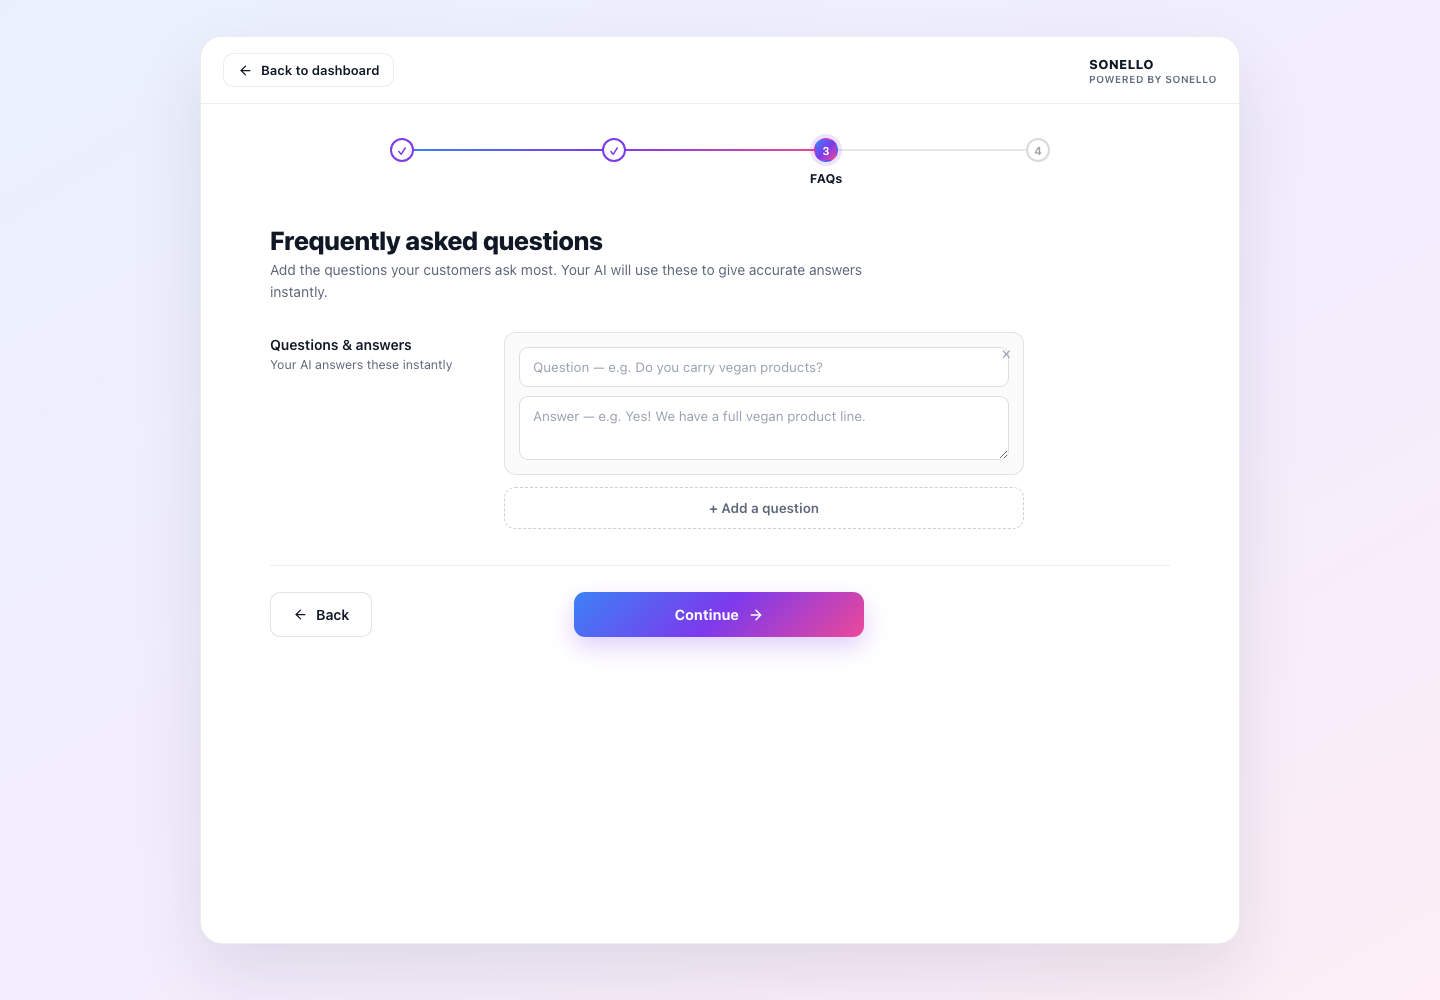 Back to dashboard
SONELLO
POWERED BY SONELLO
3
4
FAQs
Frequently asked questions
Add the questions your customers ask most. Your AI will use these to give accurate answers
instantly.
Questions & answers
Your AI answers these instantly
×
Question — e.g. Do you carry vegan products?
Answer — e.g. Yes! We have a full vegan product line.
+ Add a question
Back
Continue